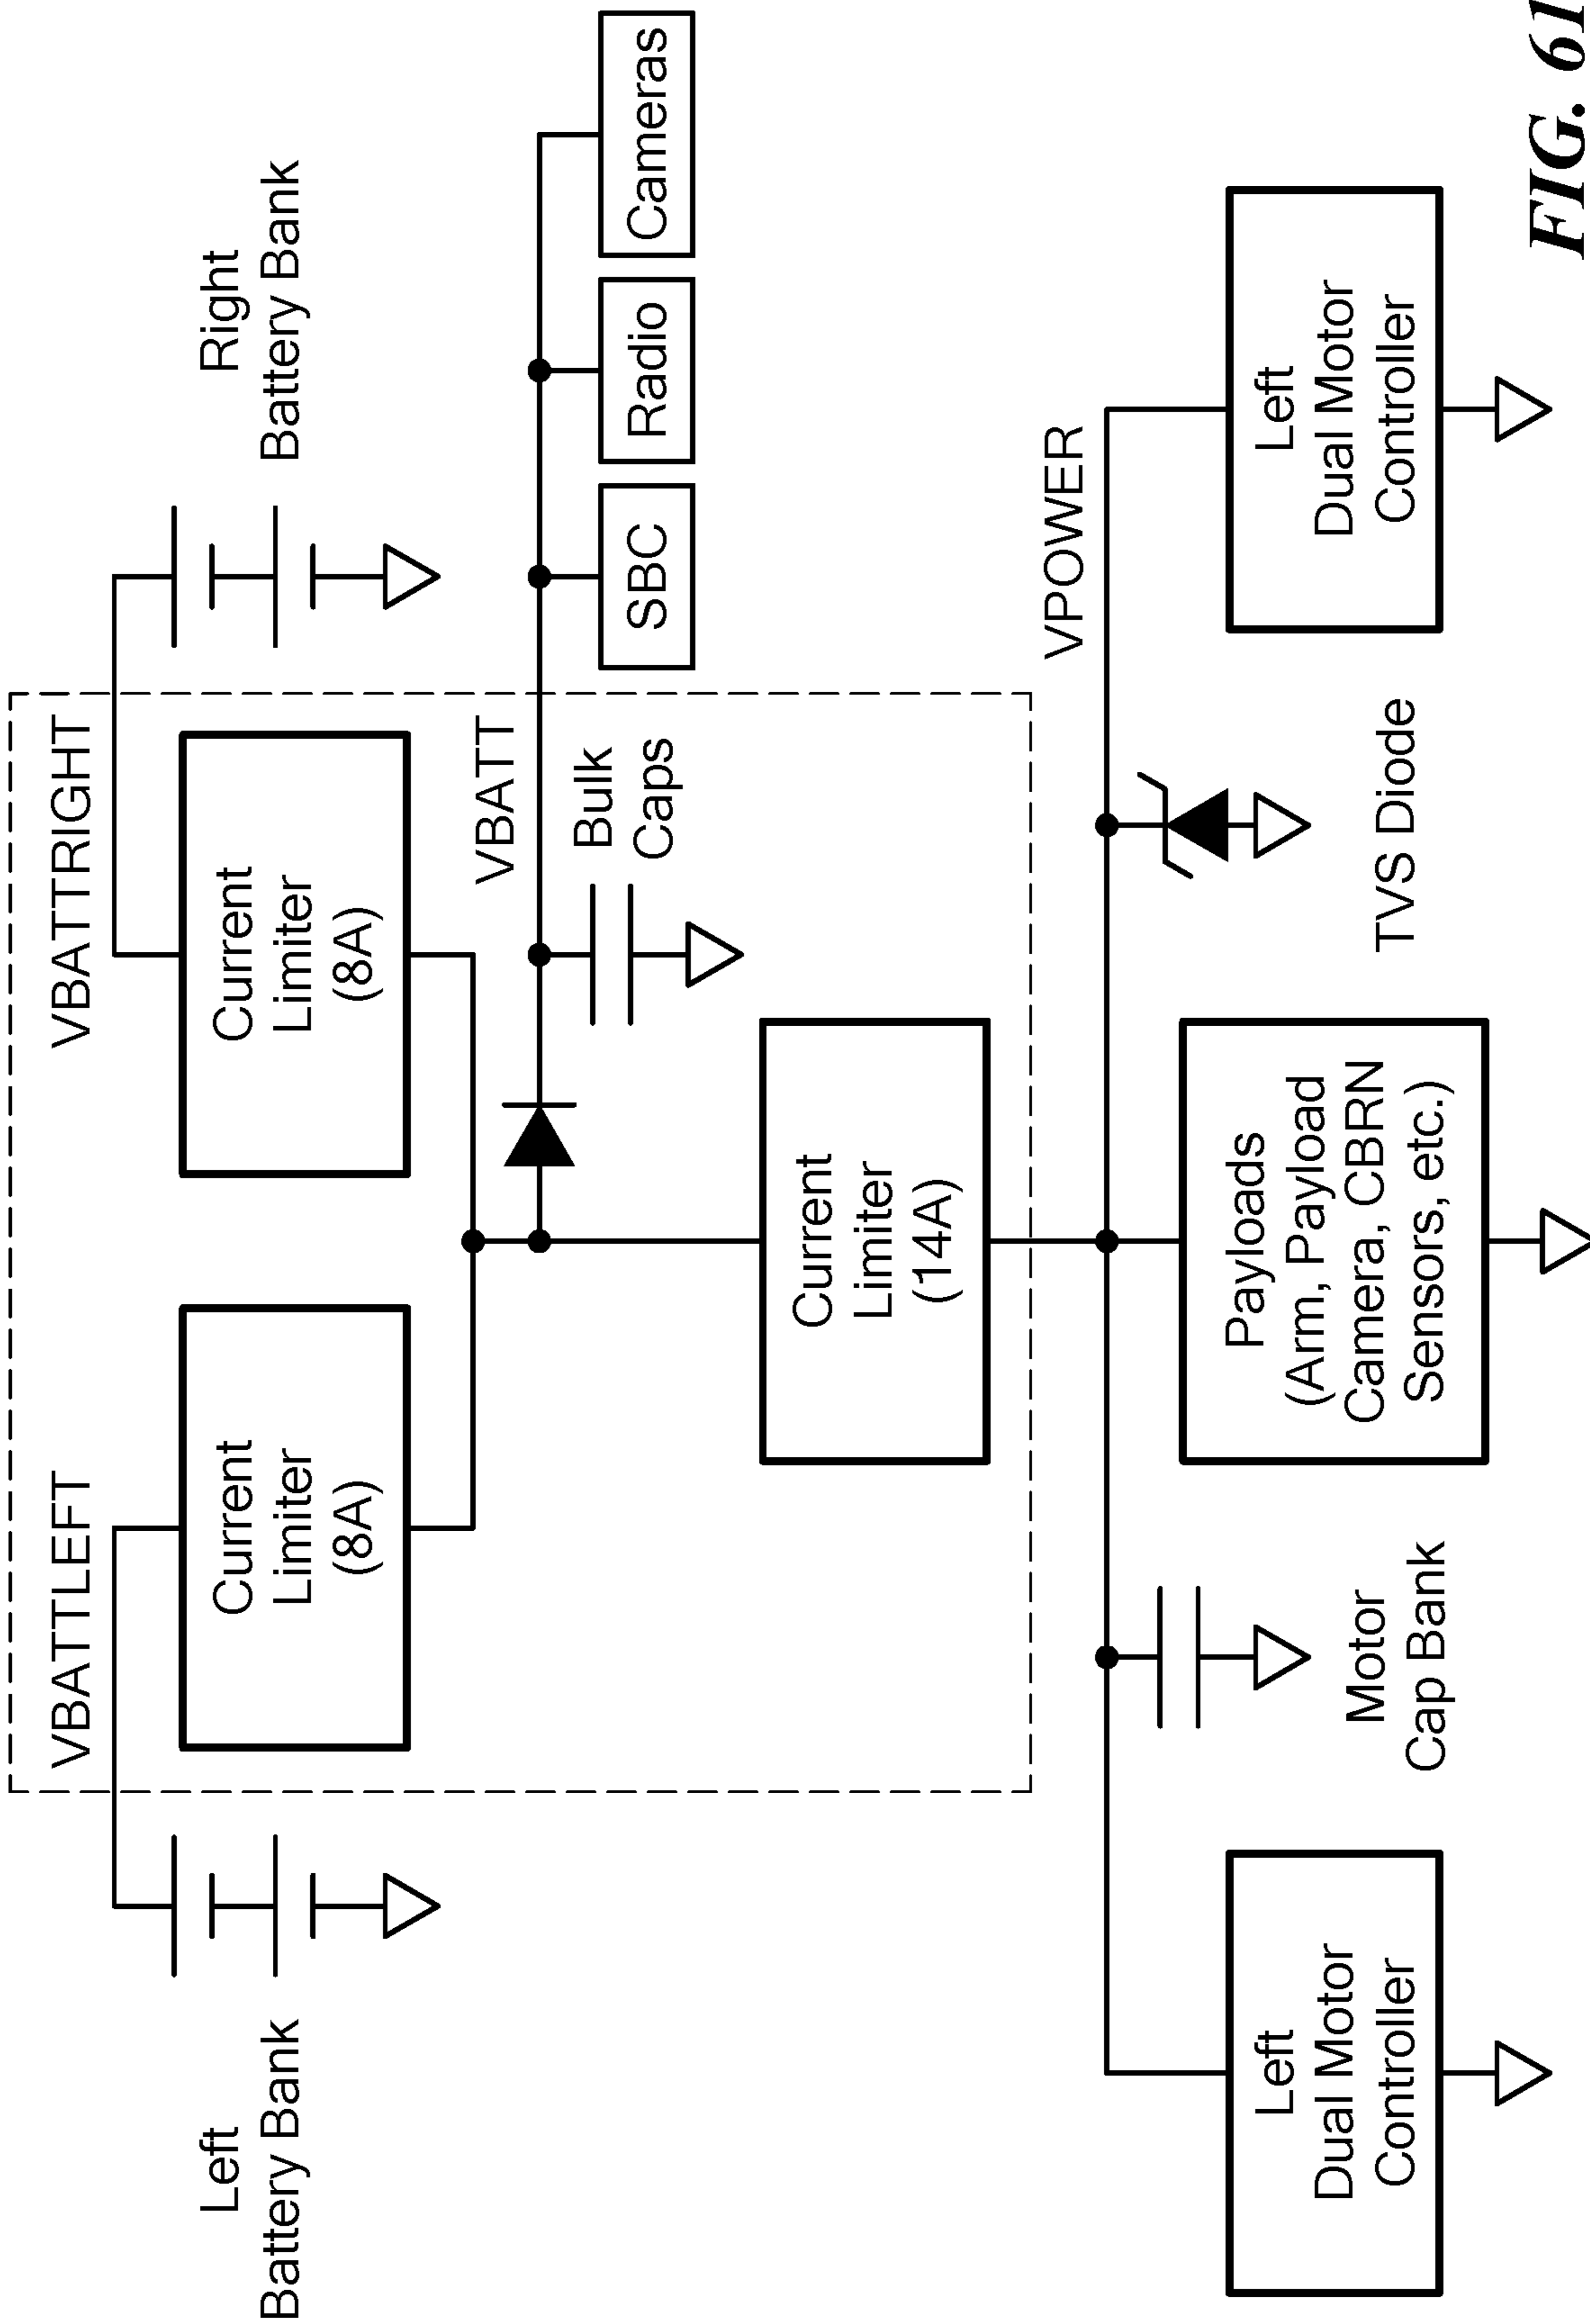 VBATTLEFT
VBATTRIGHT
Left
Battery Bank
Current
Limiter
(8A)
Current
Limiter
(8A)
Right
Battery Bank
VBATT
Bulk
Caps
SBC
Radio
Cameras
Current
Limiter
(14A)
VPOWER
Left
Dual Motor
Controller
Motor
Cap Bank
Payloads
(Arm, Payload
Camera, CBRN
Sensors, etc.)
TVS Diode
Left
Dual Motor
Controller
FIG. 61